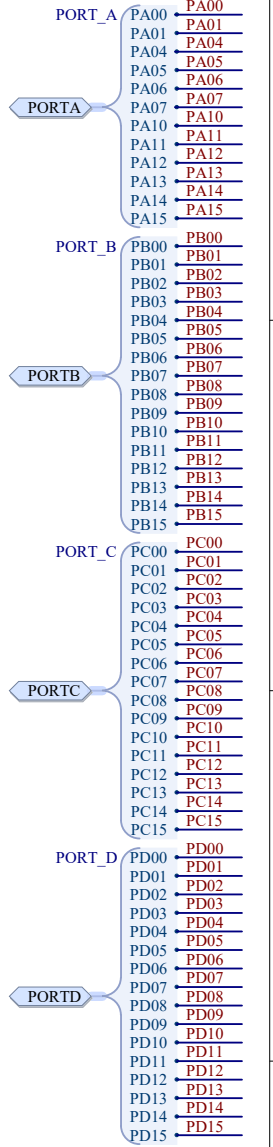 PORT_A PA00 PA00
PA01 PA01
PA04 PA04
PA05 PA05
PA06 PA06
PORTA PA07 PA07
PA10 PA10
PA11 PA11
PA12 PA12
PA13 PA13
PA14 PA14
PA15 PA15
PORT_B PB00 PB00
PB01 PB01
PB02 PB02
PB03 PB03
PB04 PB04
PB05 PB05
PB06 PB06
PORTB PB07 PB07
PB08 PB08
PB09 PB09
PB10 PB10
PB11 PB11
PB12 PB12
PB13 PB13
PB14 PB14
PB15 PB15
PORT_C PC00 PC00
PC01 PC01
PC02 PC02
PC03 PC03
PC04 PC04
PC05 PC05
PC06 PC06
PORTC PC07 PC07
PC08 PC08
PC09 PC09
PC10 PC10
PC11 PC11
PC12 PC12
PC13 PC13
PC14 PC14
PC15 PC15
PORT_D PD00 PD00
PD01 PD01
PD02 PD02
PD03 PD03
PD04 PD04
PD05 PD05
PD06 PD06
PORTD PD07 PD07
PD08 PD08
PD09 PD09
PD10 PD10
PD11 PD11
PD12 PD12
PD13 PD13
PD14 PD14
PD15 PD15